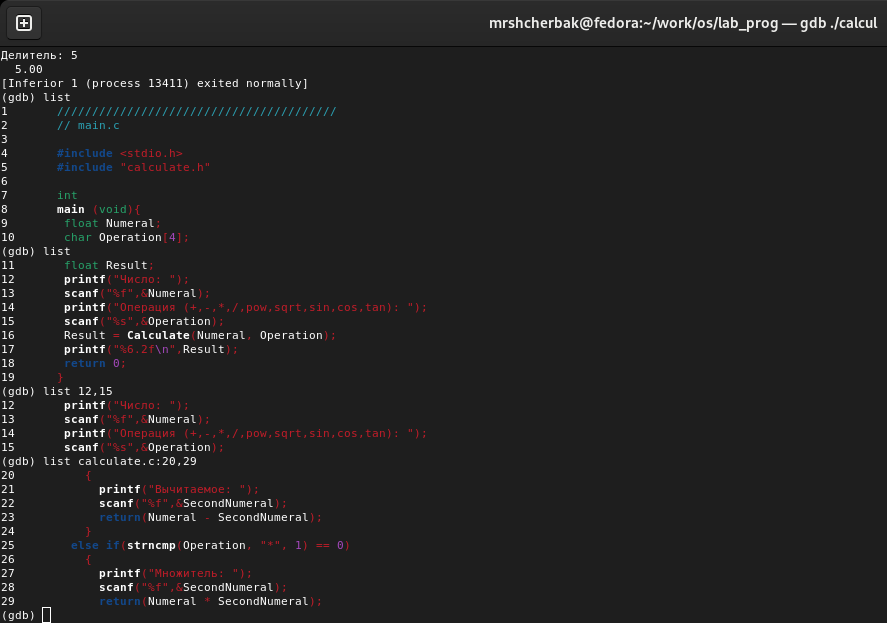 mrshcherbak@fedora:~/work/os/lab_prog — gdb ./calcul
Делитель: 5
  5.00
[Inferior 1 (process 13411) exited normally]
(gdb) list
1       ////////////////////////////////////////
2       // main.c
3
4       #include <stdio.h>
5       #include "calculate.h"
6
7       int
8       main (void){
9        float Numeral;
10       char Operation[4];
(gdb) list
11       float Result;
12       printf("Число: ");
13       scanf("%f",&Numeral);
14       printf("Операция (+,-,*,/,pow,sqrt,sin,cos,tan): ");
15       scanf("%s",&Operation);
16       Result = Calculate(Numeral, Operation);
17       printf("%6.2f\n",Result);
18       return 0;
19      }
(gdb) list 12,15
12       printf("Число: ");
13       scanf("%f",&Numeral);
14       printf("Операция (+,-,*,/,pow,sqrt,sin,cos,tan): ");
15       scanf("%s",&Operation);
(gdb) list calculate.c:20,29
20          {
21            printf("Вычитаемое: ");
22            scanf("%f",&SecondNumeral);
23            return(Numeral - SecondNumeral);
24          }
25        else if(strncmp(Operation, "*", 1) == 0)
26          {
27            printf("Множитель: ");
28            scanf("%f",&SecondNumeral);
29            return(Numeral * SecondNumeral);
(gdb)